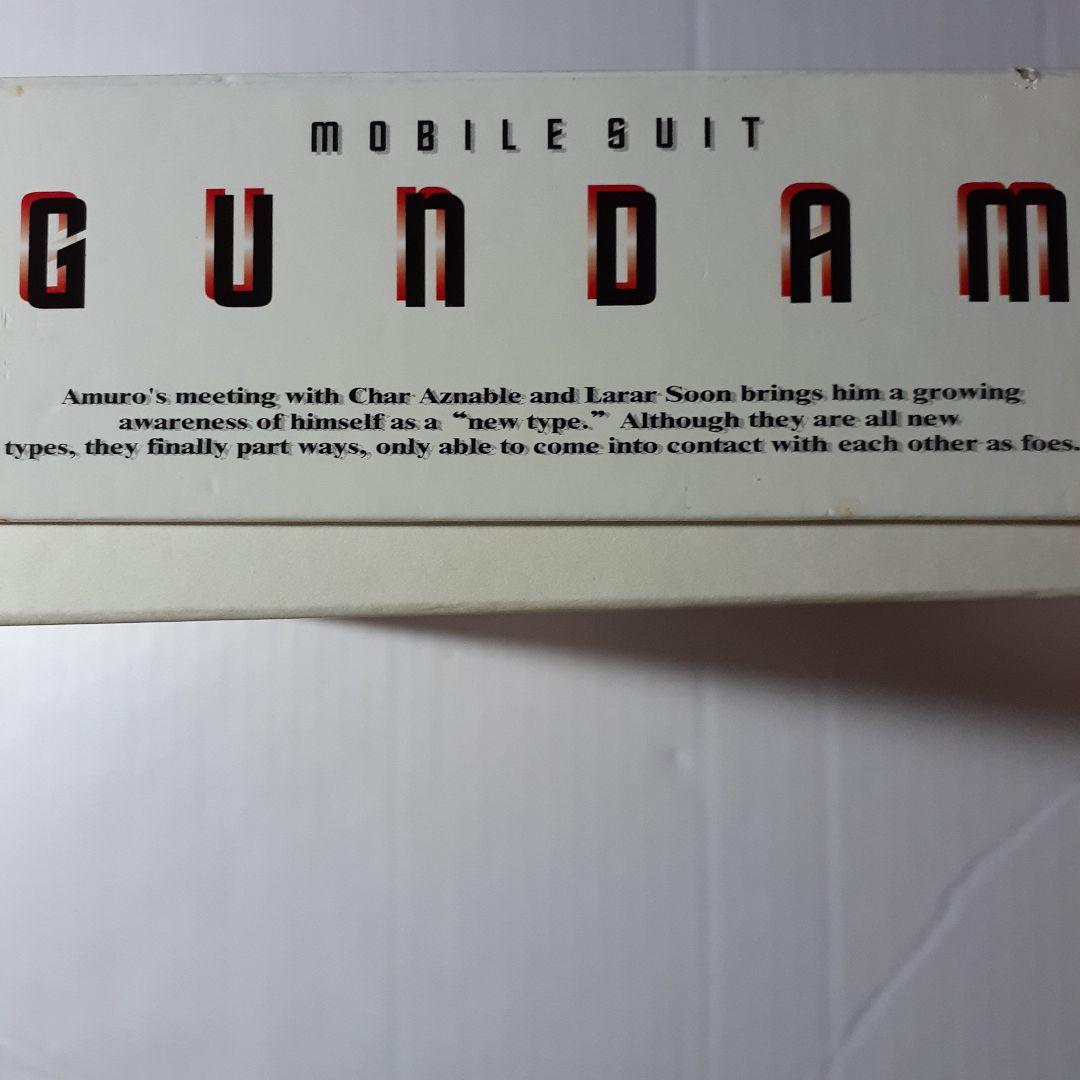 MOBILE SUIT
GUNDAM
Amuro's meeting with Char Aznable and Larar Soon brings him a growing
awareness of himself as a “new type.” Although they are all new
types, they finally part ways, only able to come into contact with each other as foes.